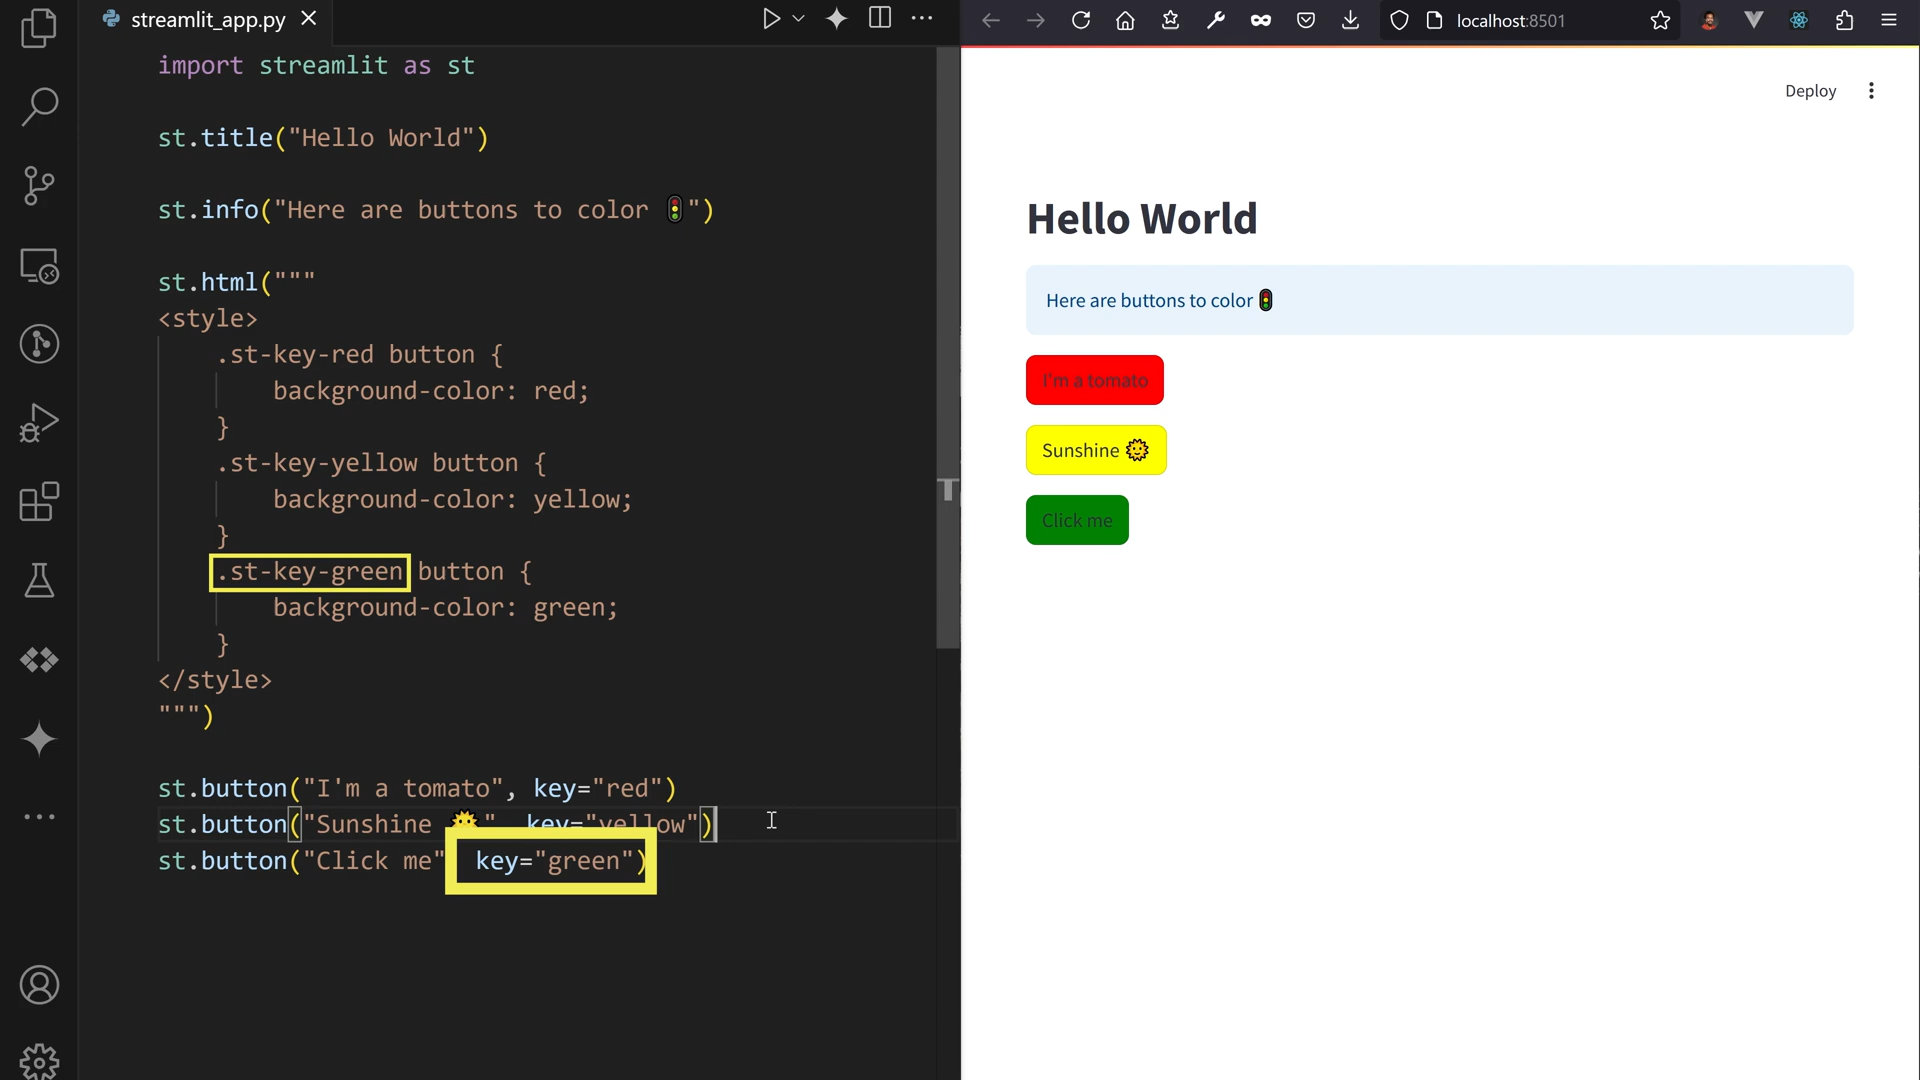 streamlit_app.py
import streamlit as st
st.title("Hello World")
st.info("Here are buttons to color 🚦")
st.html("""
<style>
.st-key-red button {
background-color: red;
}
.st-key-yellow button {
background-color: yellow;
}
.st-key-green button {
background-color: green;
}
</style>
""")
st.button("I'm a tomato", key="red")
st.button("Sunshine 🌞", key="yellow")
st.button("Click me" key="green")
localhost:8501
Deploy
Hello World
Here are buttons to color 🚦
I'm a tomato
Sunshine 🌞
Click me